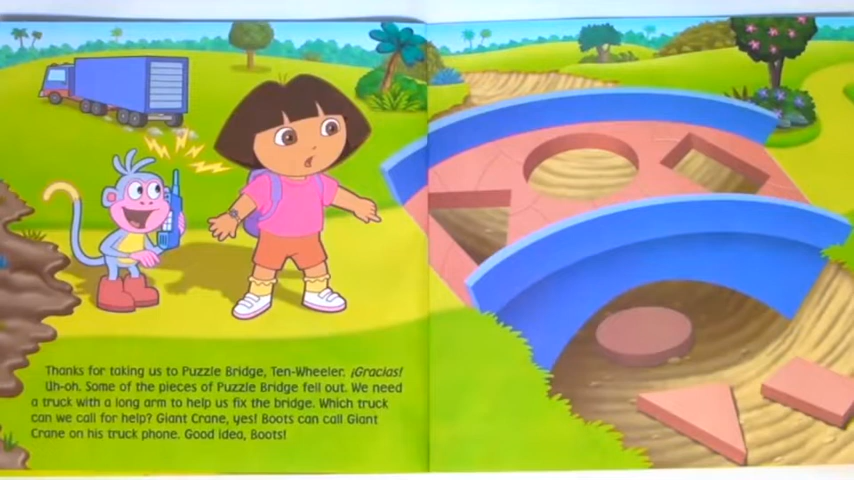 Thanks for taking us to Puzzle Bridge, Ten-Wheeler. ¡Gracias!
Uh-oh. Some of the pieces of Puzzle Bridge fell out. We need
a truck with a long arm to help us fix the bridge. Which truck
can we call for help? Giant Crane, yes! Boots can call Giant
Crane on his truck phone. Good idea, Boots!